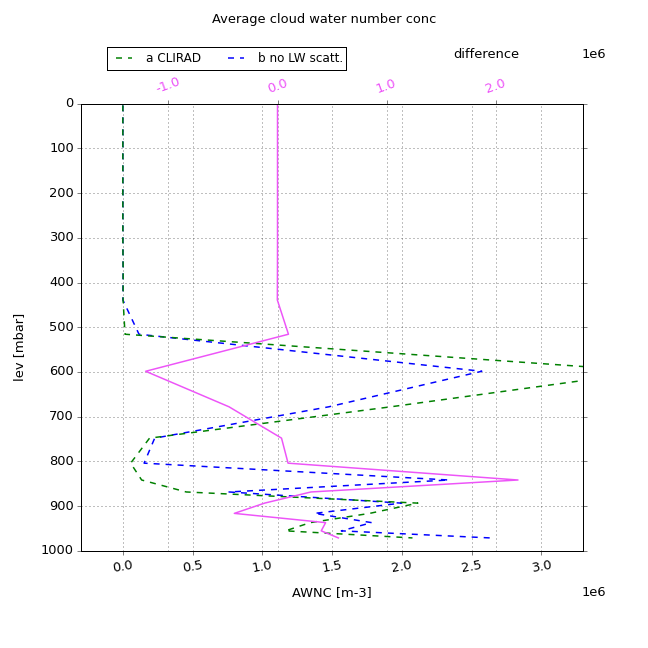 Average cloud water number conc
a CLIRAD
b no LW scatt.
difference
1e6
-1.0
0.0
1.0
2.0
0
100
200
300
400
500
600
700
800
900
1000
lev [mbar]
0.0
0.5
1.0
1.5
2.0
2.5
3.0
AWNC [m-3]
1e6